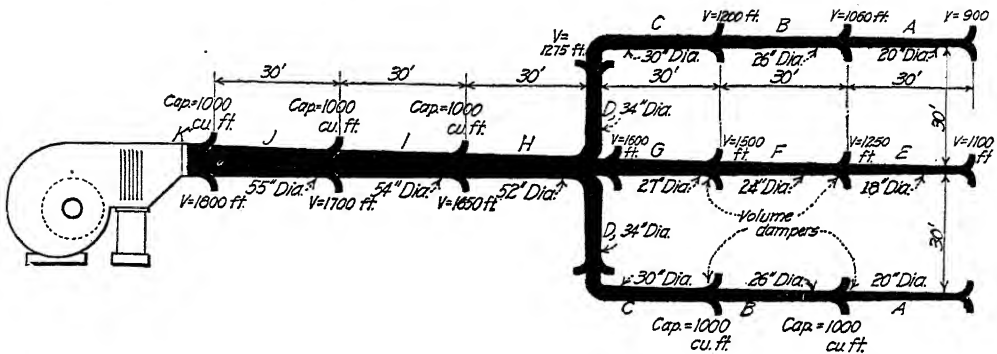 C V=1200 ft. B V=1060 ft. A V=900
V=
1275 ft.
30" Dia. 26" Dia. 20" Dia.
30' 30' 30' 30' 30' 30'
Cap.=1000
cu. ft.
Cap.=1000
cu. ft.
Cap.=1000
cu. ft.
D, 34" Dia.
30'
K J I H
V=1600
ft.
G
V=1500
ft.
F
V=1250
ft.
E
V=1100
ft
55" Dia. 54" Dia. 52" Dia. 27" Dia. 24" Dia. 18" Dia.
V=1800 ft. V=1700 ft. V=1650 ft.
Volume
dampers
D, 34" Dia.
30'
30" Dia. 26" Dia. 20" Dia.
C B A
Cap.=1000
cu. ft.
Cap.=1000
cu. ft.